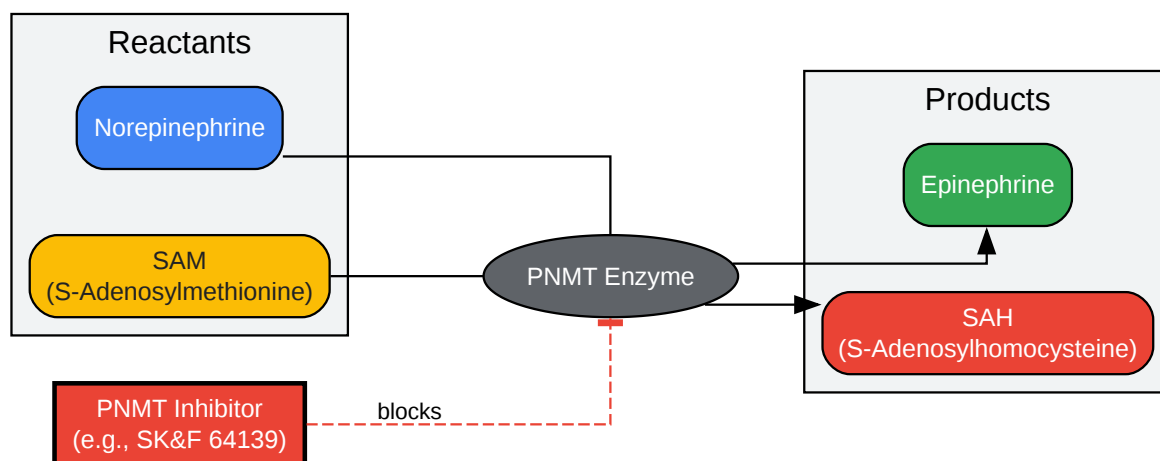 Reactants
Norepinephrine
SAM
(S-Adenosylmethionine)
PNMT Enzyme
Products
Epinephrine
SAH
(S-Adenosylhomocysteine)
PNMT Inhibitor
(e.g., SK&F 64139)
blocks